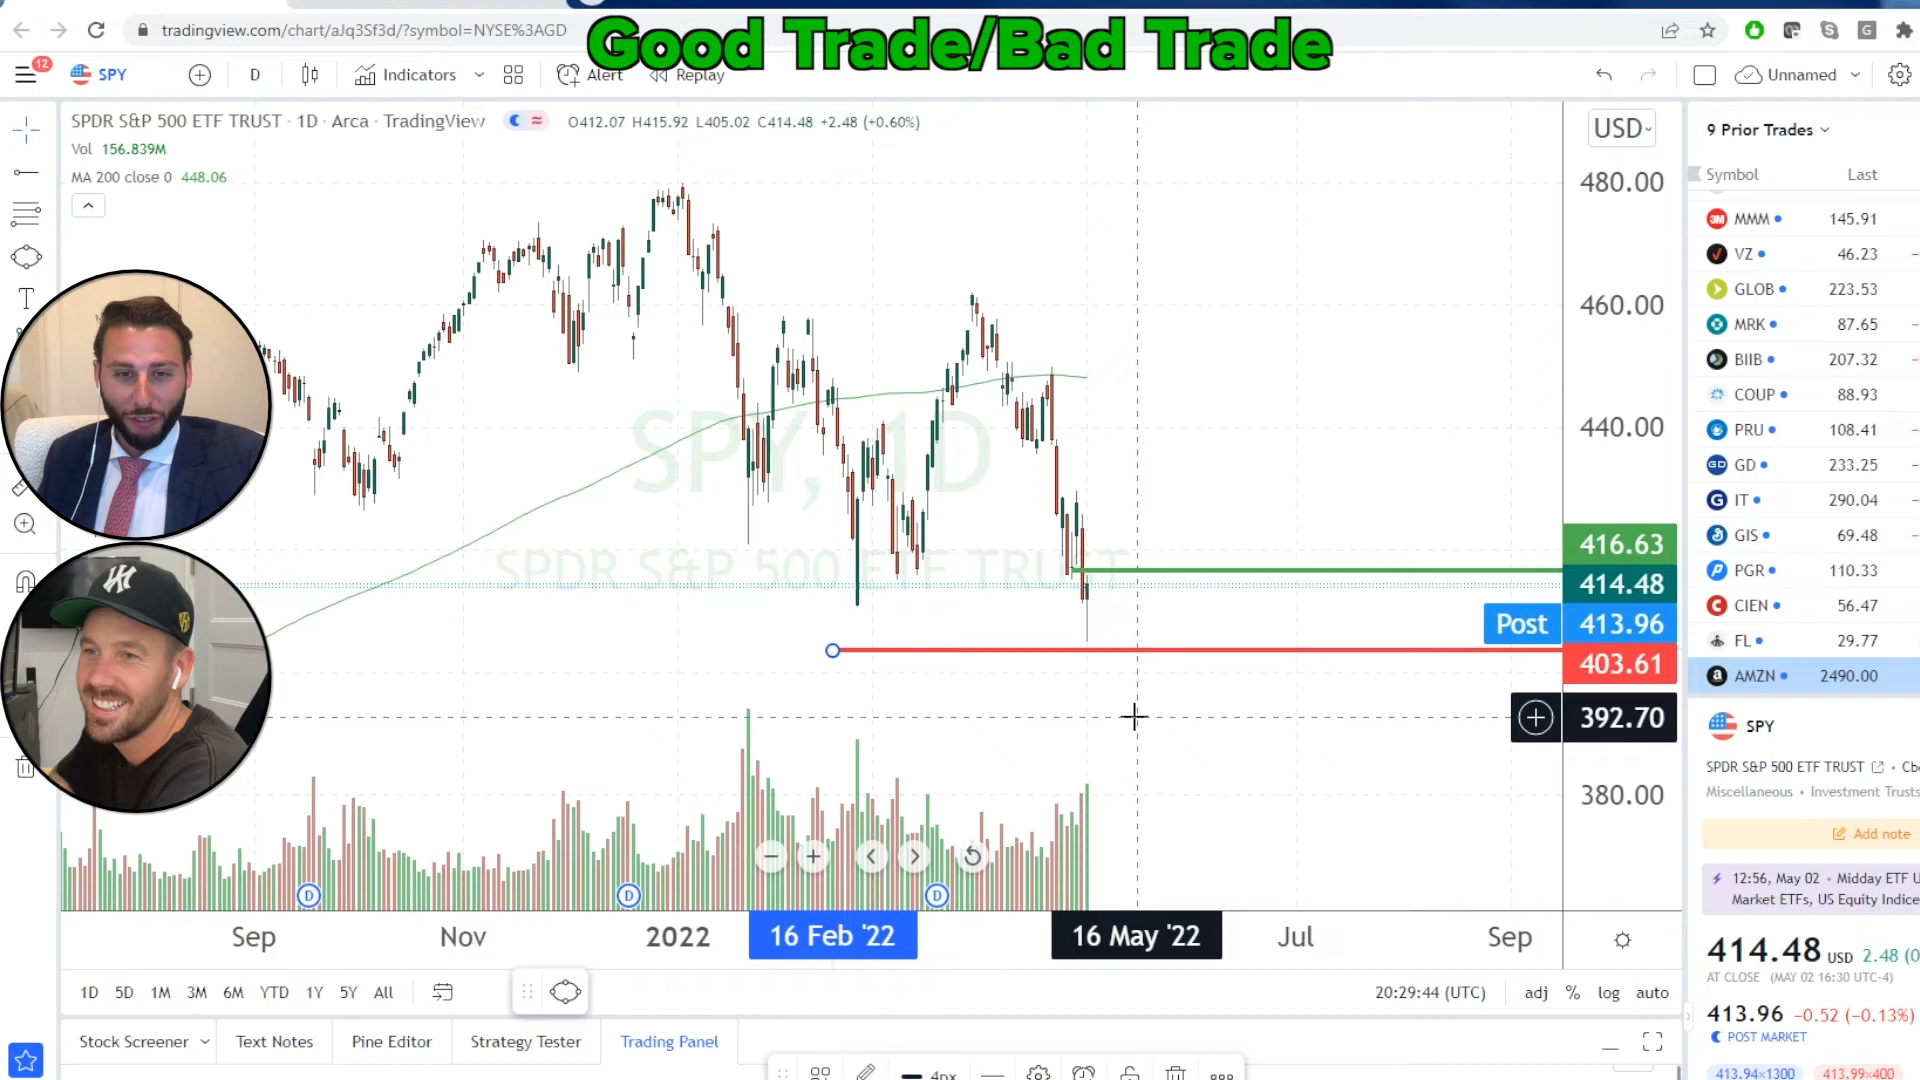 tradingview.com/chart/aJq3Sf3d/?symbol=NYSE%3AGD
Good Trade/Bad Trade
12
SPY
D
Indicators
Alert
Replay
Unnamed
SPDR S&P 500 ETF TRUST · 1D · Arca · TradingView
O412.07 H415.92 L405.02 C414.48 +2.48 (+0.60%)
Vol 156.839M
MA 200 close 0 448.06
USD
480.00
460.00
440.00
416.63
414.48
Post 413.96
403.61
392.70
380.00
SPY, 1D
SPDR S&P 500 ETF TRUST
D
D
D
Sep
Nov
2022
16 Feb '22
16 May '22
Jul
Sep
1D 5D 1M 3M 6M YTD 1Y 5Y All
20:29:44 (UTC)
adj % log auto
Stock Screener
Text Notes
Pine Editor
Strategy Tester
Trading Panel
4px
9 Prior Trades
Symbol Last
MMM 145.91
VZ 46.23
GLOB 223.53
MRK 87.65
BIIB 207.32
COUP 88.93
PRU 108.41
GD 233.25
IT 290.04
GIS 69.48
PGR 110.33
CIEN 56.47
FL 29.77
AMZN 2490.00
SPY
SPDR S&P 500 ETF TRUST
Miscellaneous • Investment Trusts
Add note
12:56, May 02 • Midday ETF U
Market ETFs, US Equity Indice
414.48 USD 2.48 (0
AT CLOSE (MAY 02 16:30 UTC-4)
413.96 −0.52 (−0.13%)
POST MARKET
413.94×1300 413.99×400